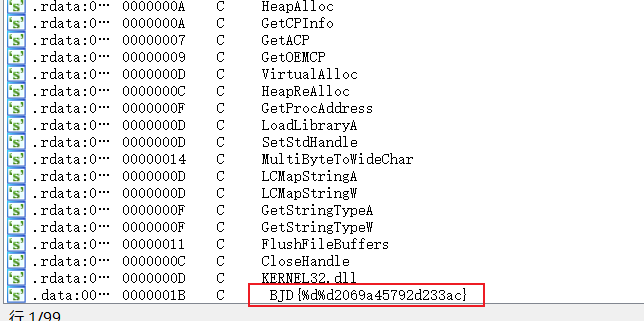 's' .rdata:0… 0000000A C HeapAlloc
's' .rdata:0… 0000000A C GetCPInfo
's' .rdata:0… 00000007 C GetACP
's' .rdata:0… 00000009 C GetOEMCP
's' .rdata:0… 0000000D C VirtualAlloc
's' .rdata:0… 0000000C C HeapReAlloc
's' .rdata:0… 0000000F C GetProcAddress
's' .rdata:0… 0000000D C LoadLibraryA
's' .rdata:0… 0000000D C SetStdHandle
's' .rdata:0… 00000014 C MultiByteToWideChar
's' .rdata:0… 0000000D C LCMapStringA
's' .rdata:0… 0000000D C LCMapStringW
's' .rdata:0… 0000000F C GetStringTypeA
's' .rdata:0… 0000000F C GetStringTypeW
's' .rdata:0… 00000011 C FlushFileBuffers
's' .rdata:0… 0000000C C CloseHandle
's' .rdata:0… 0000000D C KERNEL32.dll
's' .data:00… 0000001B C BJD{%d%d2069a45792d233ac}
行 1/99